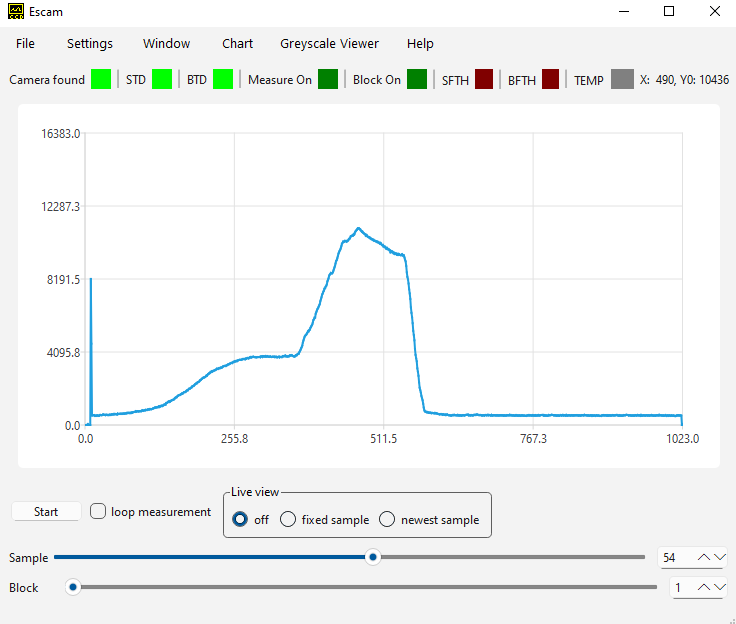 Escam
File Settings Window Chart Greyscale Viewer Help
Camera found STD BTD Measure On Block On SFTH BFTH TEMP X: 490, Y0: 10436
16383.0
12287.3
8191.5
4095.8
0.0
0.0 255.8 511.5 767.3 1023.0
Live view
Start loop measurement off fixed sample newest sample
Sample 54
Block 1